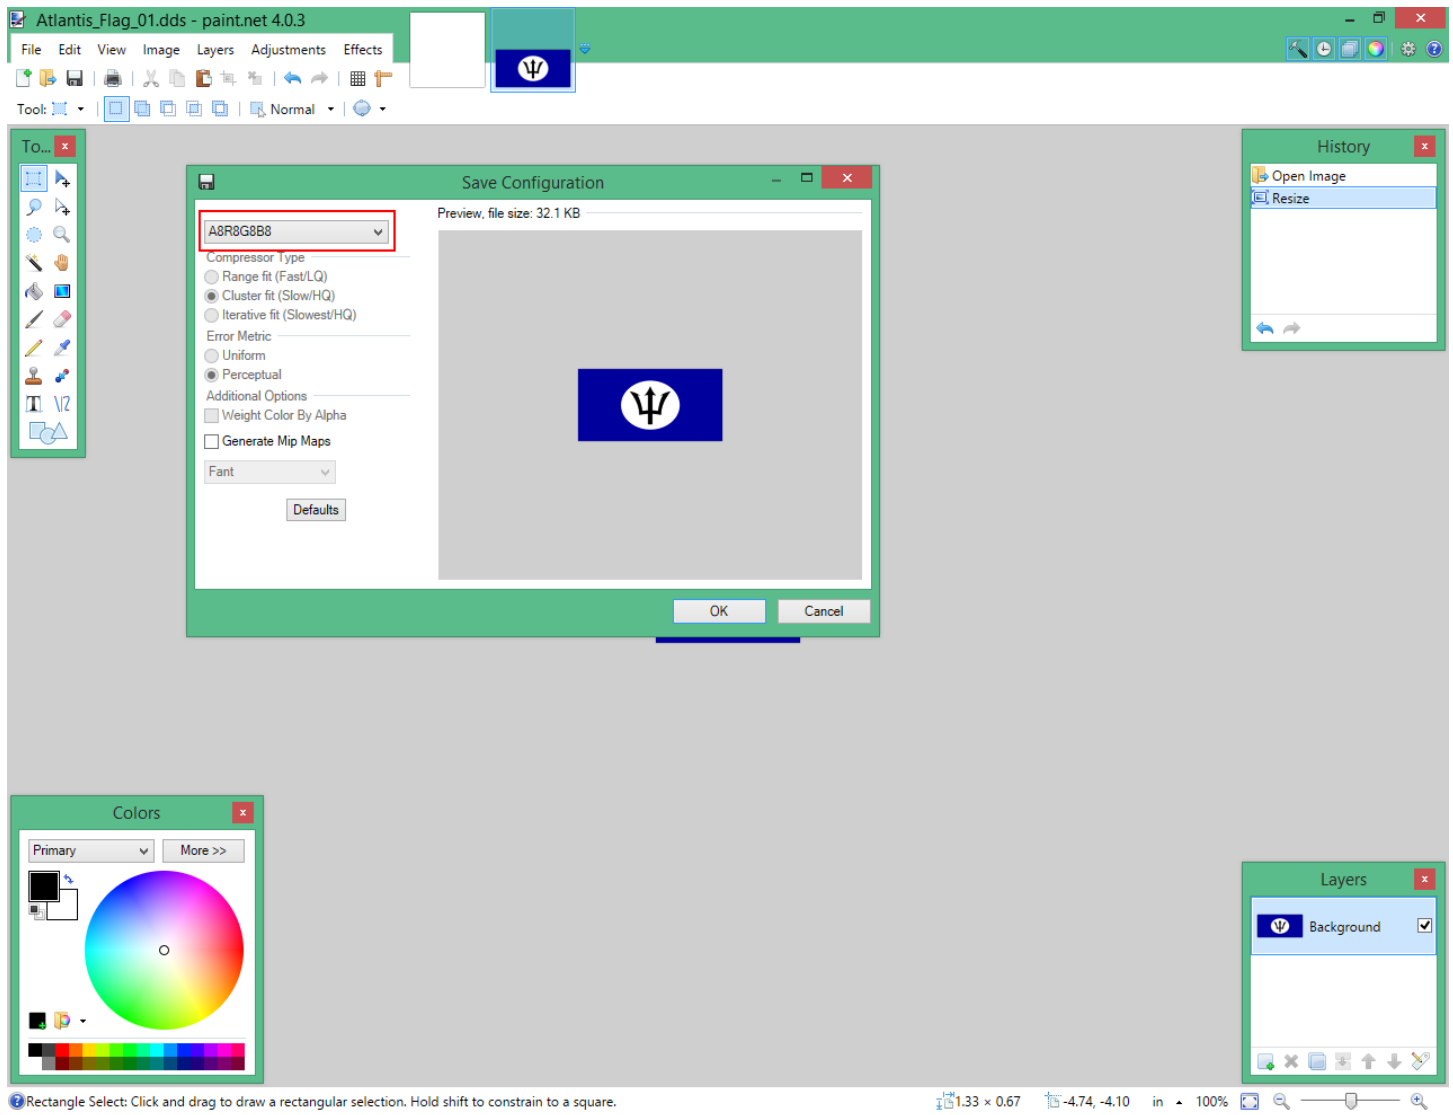 Atlantis_Flag_01.dds - paint.net 4.0.3
File Edit View Image Layers Adjustments Effects
Tool: Normal
To...
History
Open Image
Resize
Save Configuration
A8R8G8B8
Compressor Type
Range fit (Fast/LQ)
Cluster fit (Slow/HQ)
Iterative fit (Slowest/HQ)
Error Metric
Uniform
Perceptual
Additional Options
Weight Color By Alpha
Generate Mip Maps
Fant
Defaults
Preview, file size: 32.1 KB
OK Cancel
Colors
Primary More >>
Layers
Background
Rectangle Select: Click and drag to draw a rectangular selection. Hold shift to constrain to a square. 1.33 × 0.67 -4.74, -4.10 in 100%